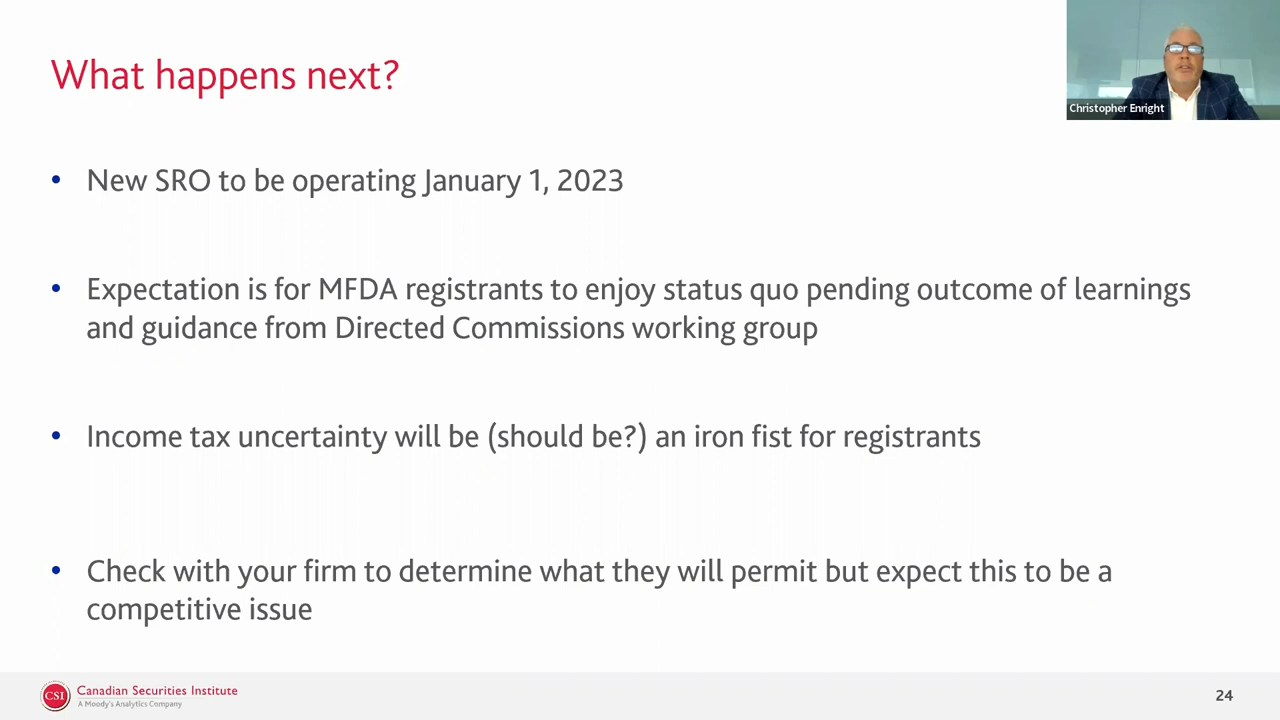 What happens next?
Christopher Enright
• New SRO to be operating January 1, 2023
• Expectation is for MFDA registrants to enjoy status quo pending outcome of learnings
and guidance from Directed Commissions working group
• Income tax uncertainty will be (should be?) an iron fist for registrants
• Check with your firm to determine what they will permit but expect this to be a
competitive issue
CSI
Canadian Securities Institute
A Moody's Analytics Company
24